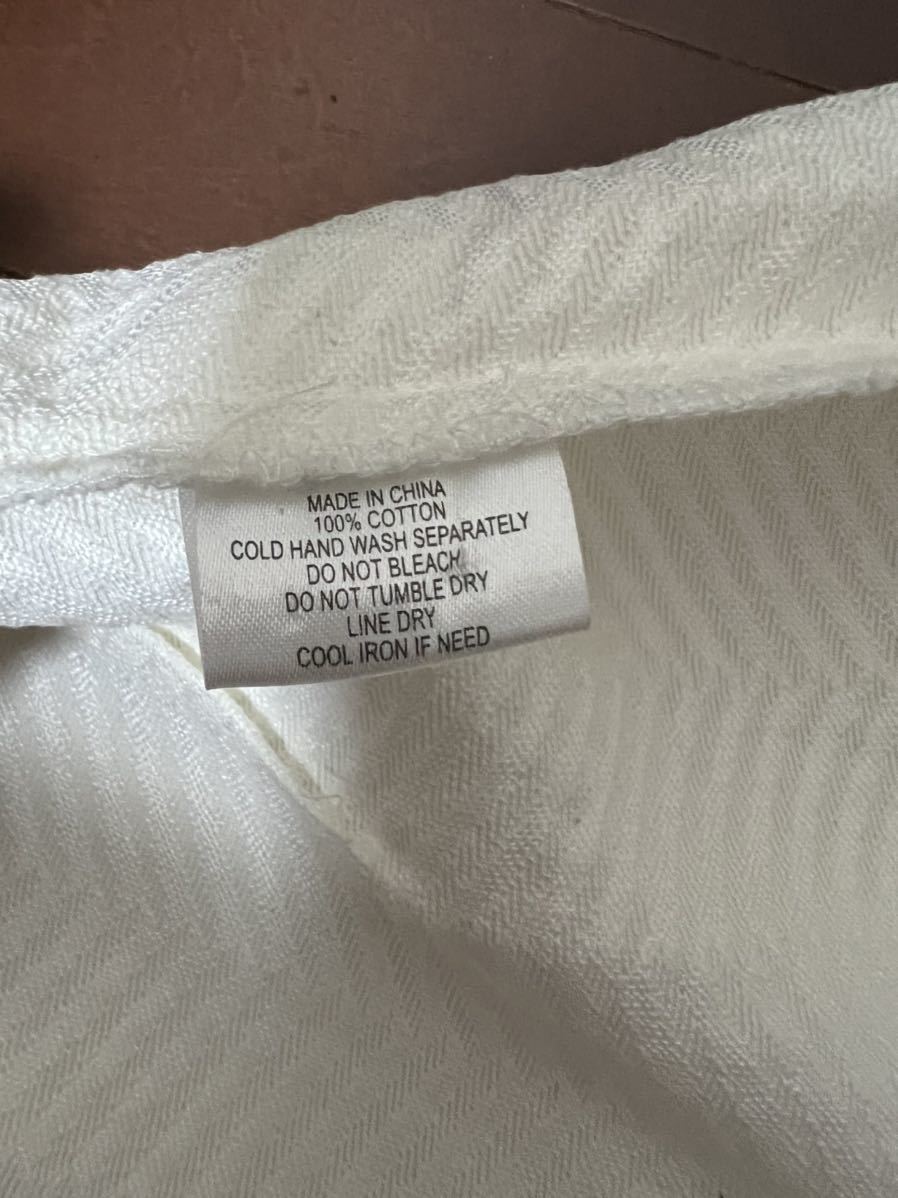 MADE IN CHINA
100% COTTON
COLD HAND WASH SEPARATELY
DO NOT BLEACH
DO NOT TUMBLE DRY
LINE DRY
COOL IRON IF NEED